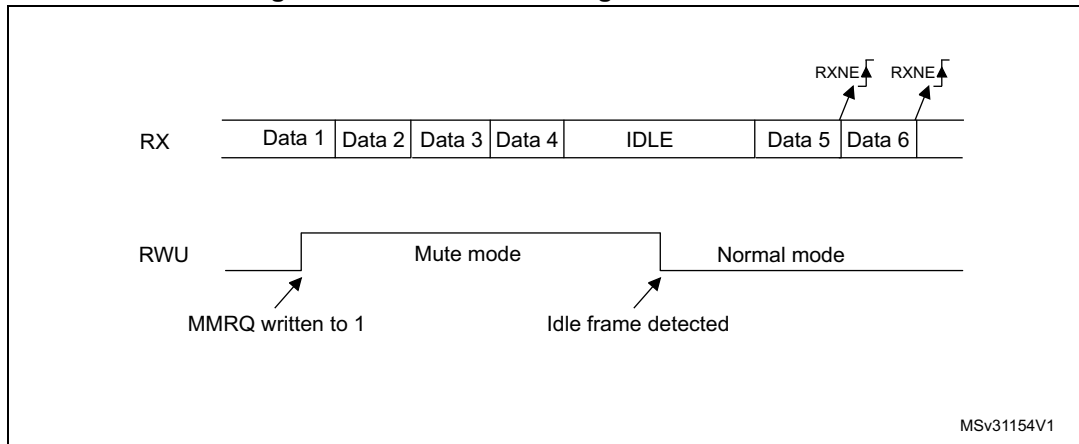 RXNE RXNE
RX Data 1 Data 2 Data 3 Data 4 IDLE Data 5 Data 6
RWU Mute mode Normal mode
MMRQ written to 1 Idle frame detected
MSv31154V1